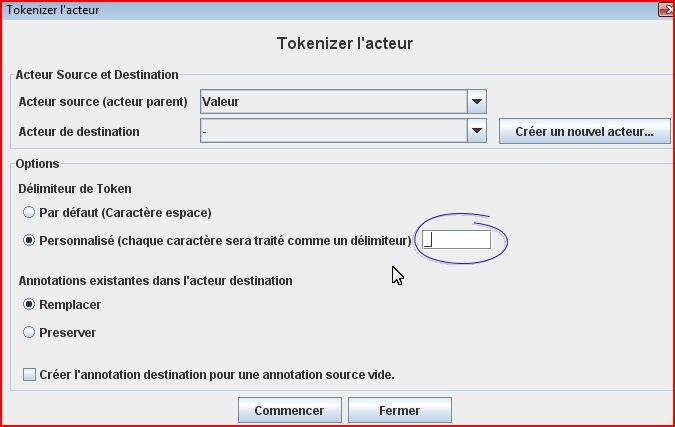 Tokenizer l'acteur
Tokenizer l'acteur
Acteur Source et Destination
Acteur source (acteur parent) Valeur
Acteur de destination - Créer un nouvel acteur...
Options
Délimiteur de Token
Par défaut (Caractère espace)
Personnalisé (chaque caractère sera traité comme un délimiteur) _
Annotations existantes dans l'acteur destination
Remplacer
Preserver
Créer l'annotation destination pour une annotation source vide.
Commencer Fermer